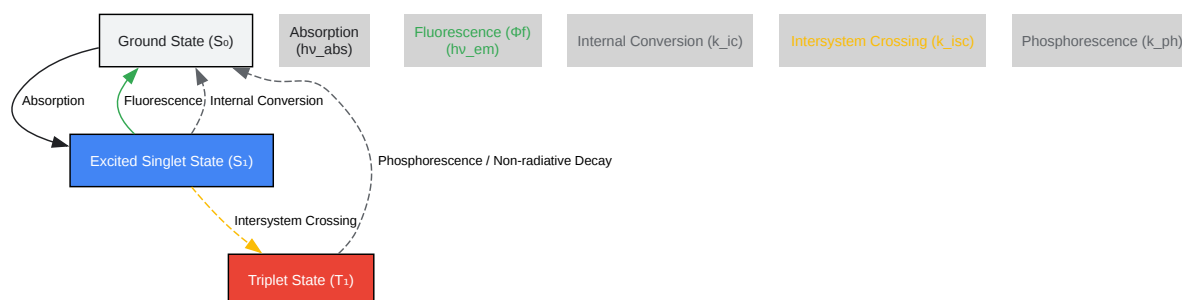 Ground State (S₀)
Absorption
(hν_abs)
Fluorescence (Φf)
(hν_em)
Internal Conversion (k_ic)
Intersystem Crossing (k_isc)
Phosphorescence (k_ph)
Absorption
Fluorescence
Internal Conversion
Excited Singlet State (S₁)
Phosphorescence / Non-radiative Decay
Intersystem Crossing
Triplet State (T₁)